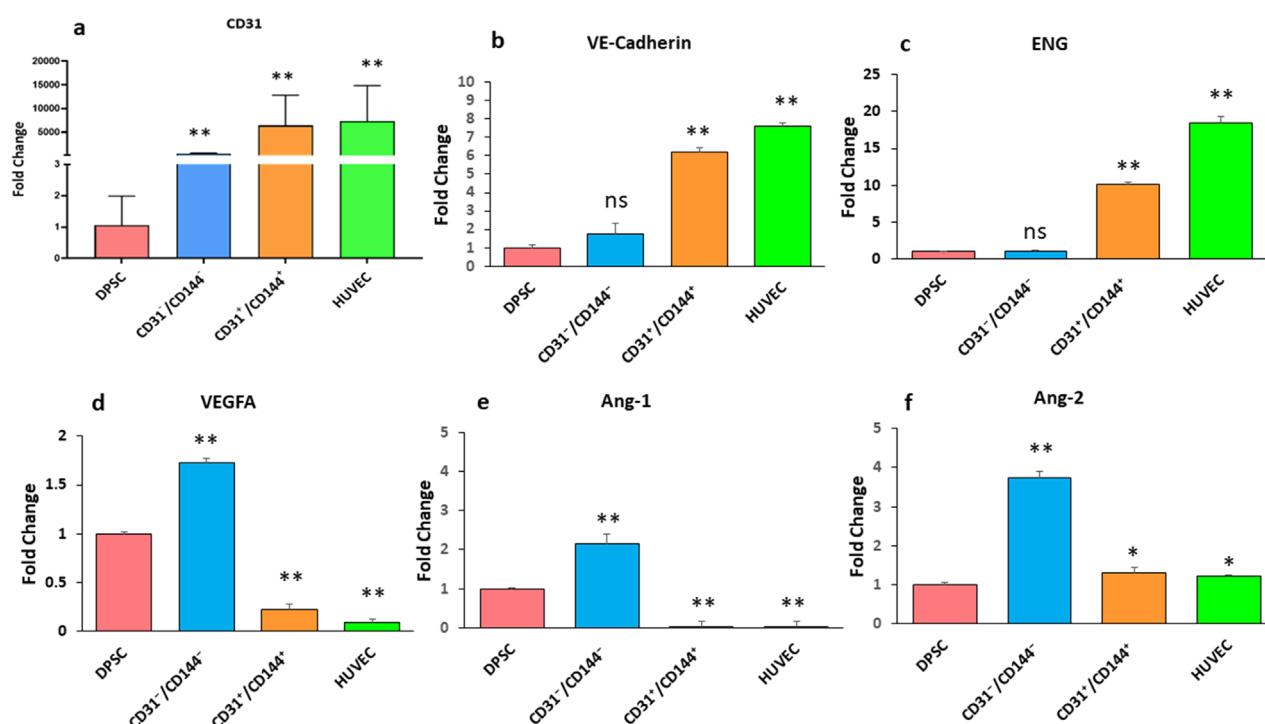 a
CD31
Fold Change
20000
15000
10000
5000
3
2
1
0
**
**
**
DPSC
CD31⁻/CD144⁻
CD31⁺/CD144⁺
HUVEC
b
VE-Cadherin
Fold Change
10
9
8
7
6
5
4
3
2
1
0
ns
**
**
DPSC
CD31⁻/CD144⁻
CD31⁺/CD144⁺
HUVEC
c
ENG
Fold Change
25
20
15
10
5
0
ns
**
**
DPSC
CD31⁻/CD144⁻
CD31⁺/CD144⁺
HUVEC
d
VEGFA
Fold Change
2
1.5
1
0.5
0
**
**
**
DPSC
CD31⁻/CD144⁻
CD31⁺/CD144⁺
HUVEC
e
Ang-1
Fold Change
5
4
3
2
1
0
**
**
**
DPSC
CD31⁻/CD144⁻
CD31⁺/CD144⁺
HUVEC
f
Ang-2
Fold Change
5
4
3
2
1
0
**
*
*
DPSC
CD31⁻/CD144⁻
CD31⁺/CD144⁺
HUVEC